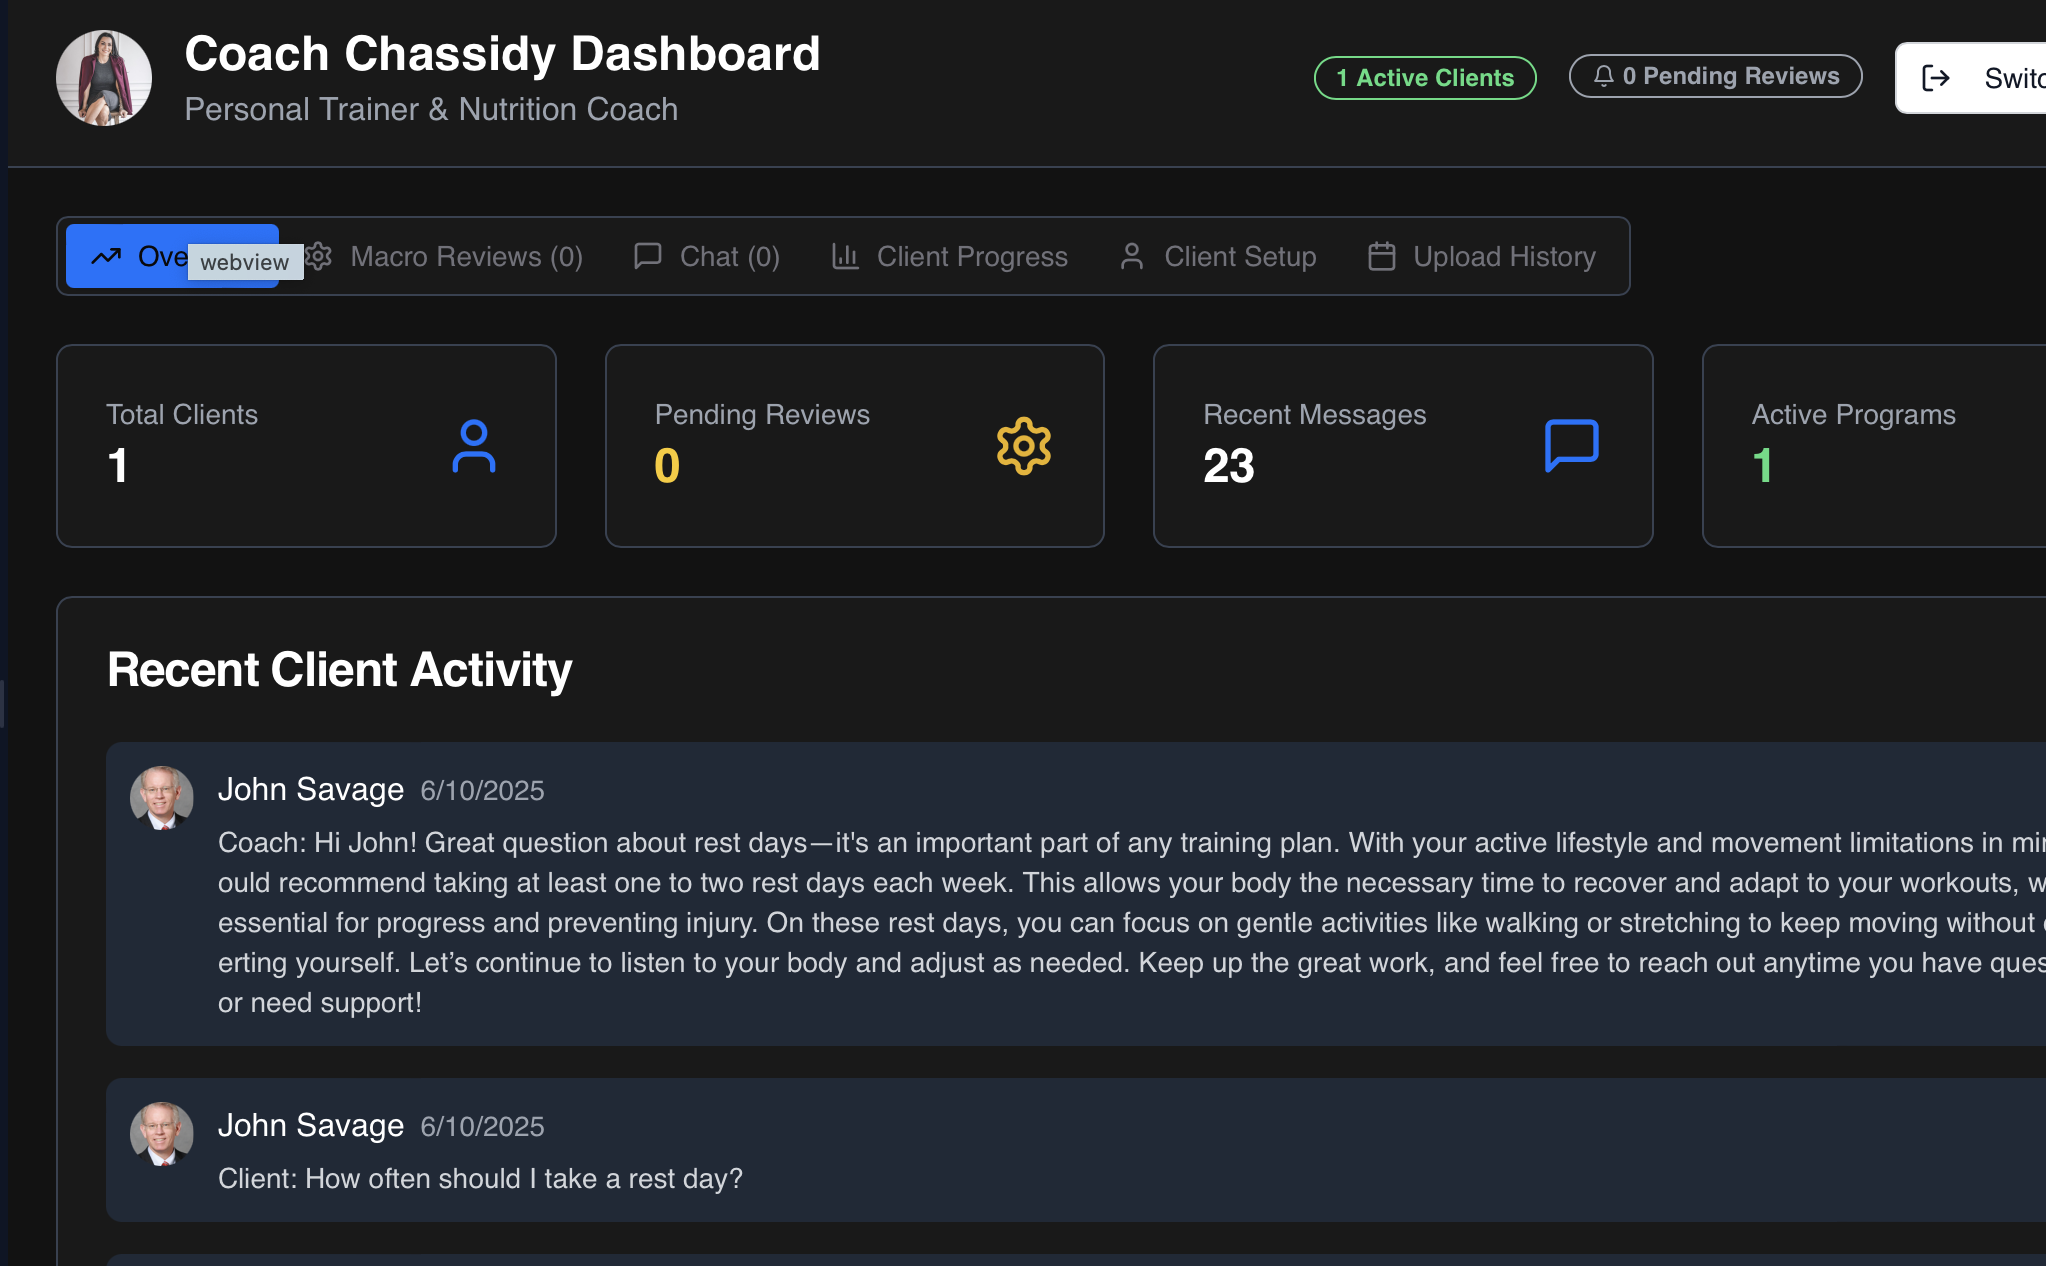 Coach Chassidy Dashboard
Personal Trainer & Nutrition Coach
1 Active Clients
0 Pending Reviews
webview
Macro Reviews (0)
Chat (0)
Client Progress
Client Setup
Upload History
Total Clients
1
Pending Reviews
0
Recent Messages
23
Active Programs
1
Recent Client Activity
John Savage 6/10/2025
Coach: Hi John! Great question about rest days—it's an important part of any training plan. With your active lifestyle and movement limitations in
ould recommend taking at least one to two rest days each week. This allows your body the necessary time to recover and adapt to your workouts,
essential for progress and preventing injury. On these rest days, you can focus on gentle activities like walking or stretching to keep moving without
erting yourself. Let’s continue to listen to your body and adjust as needed. Keep up the great work, and feel free to reach out anytime you have
or need support!
John Savage 6/10/2025
Client: How often should I take a rest day?